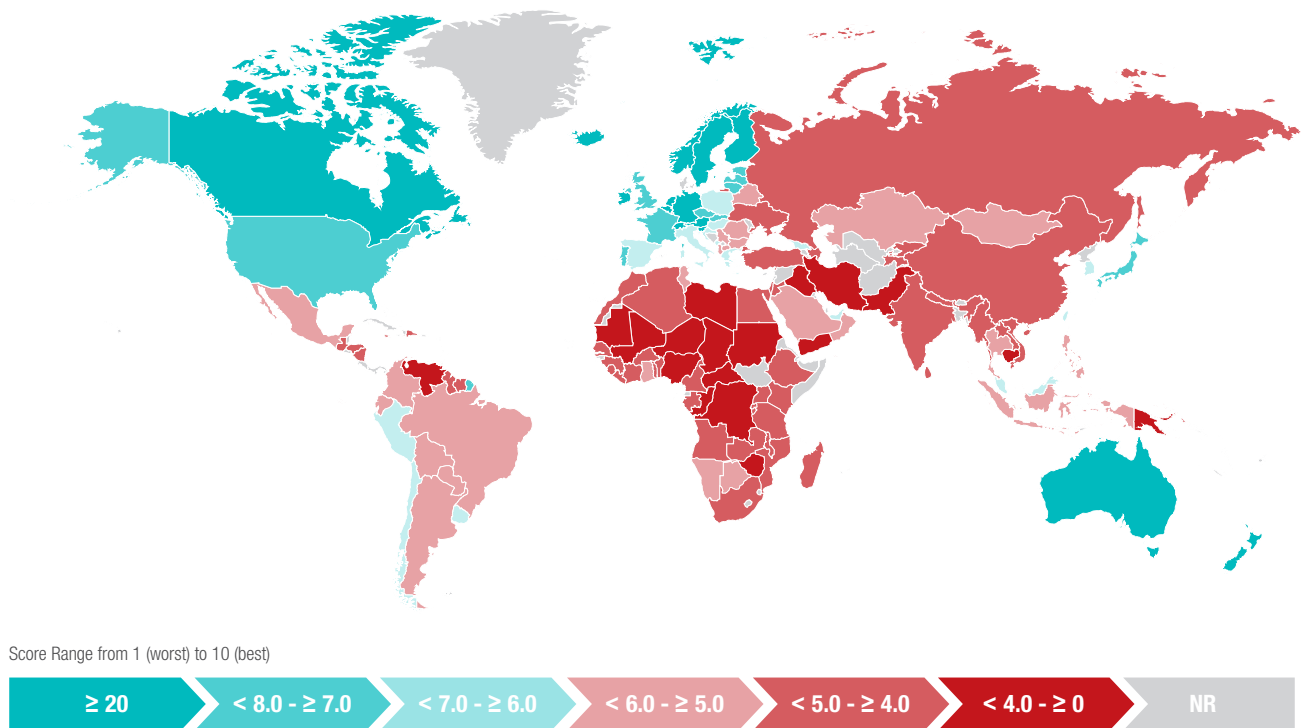 Score Range from 1 (worst) to 10 (best)
≥ 20
< 8.0 - ≥ 7.0
< 7.0 - ≥ 6.0
< 6.0 - ≥ 5.0
< 5.0 - ≥ 4.0
< 4.0 - ≥ 0
NR